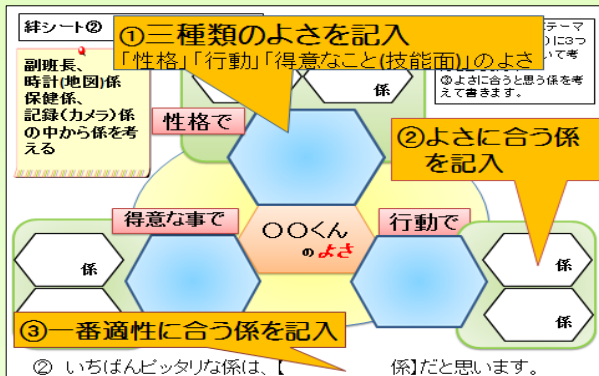 絆シート②
①三種類のよさを記入
「性格」「行動」「得意なこと(技能面)」のよさ
テーマ
に3つ
いて考
③よさに合うと思う係を考
えて書きます。
副班長、
時計(地図)係
保健係、
記録(カメラ)係
の中から係を考
える
係
性格で
②よさに合う係
を記入
得意な事で
〇〇くん
のよさ
行動で
係
係
係
③一番適性に合う係を記入
② いちばんピッタリな係は、【 係】だと思います。